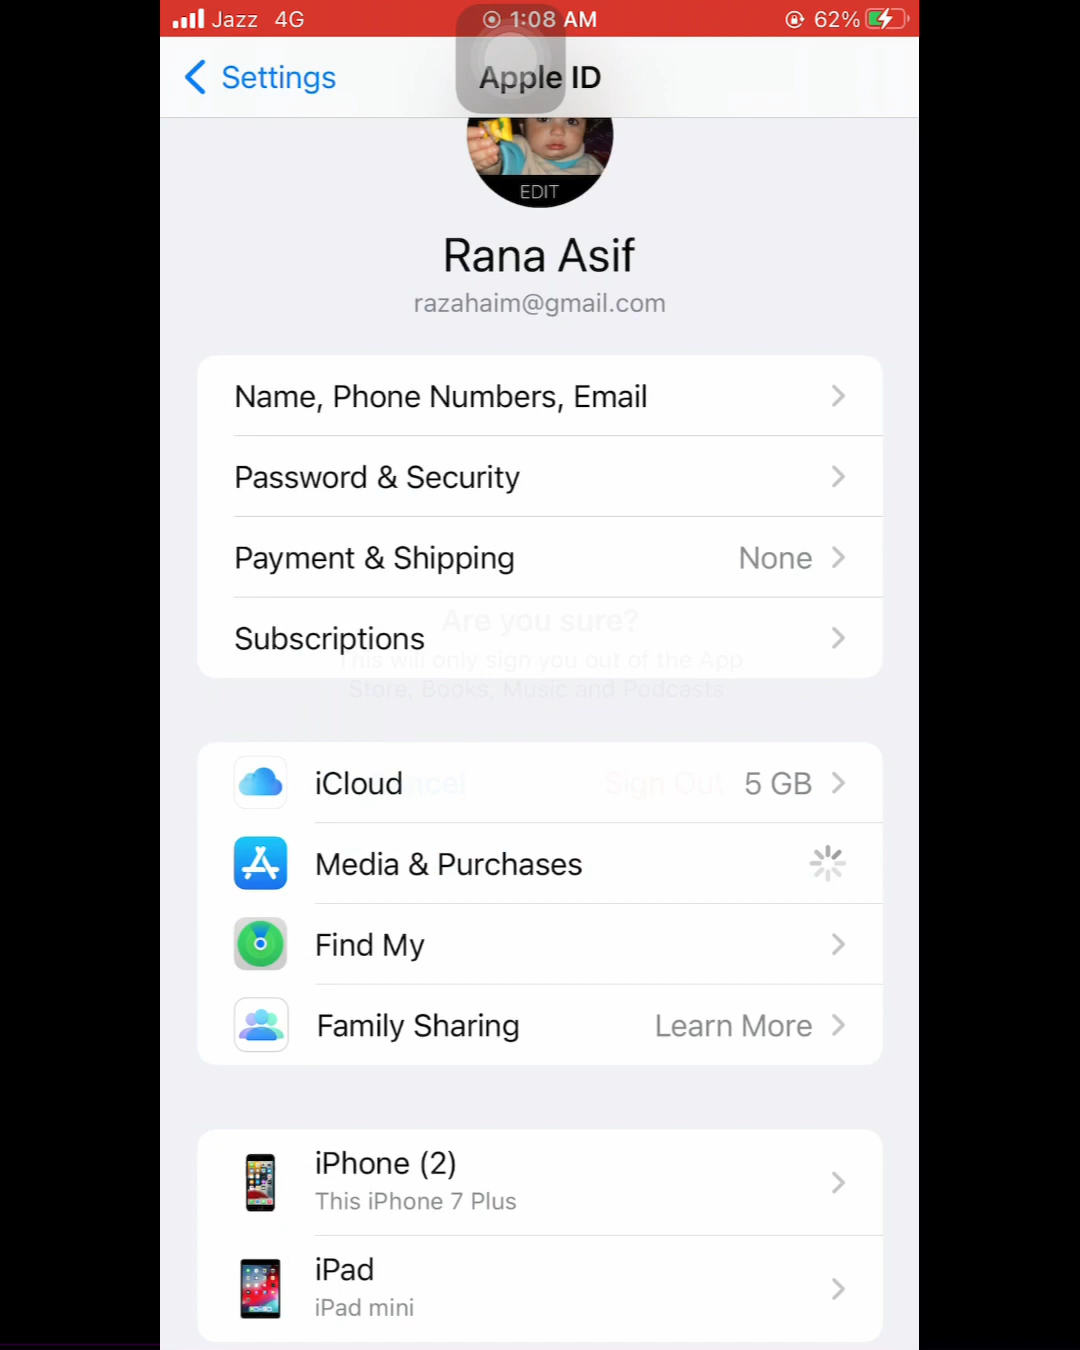 Jazz 4G 1:08 AM 62%
Settings Apple ID
EDIT
Rana Asif
razahaim@gmail.com
Name, Phone Numbers, Email
Password & Security
Payment & Shipping None
Are you sure?
Subscriptions
This will only sign you out of the App
Store, Books, Music and Podcasts
iCloud Cancel Sign Out 5 GB
Media & Purchases
Find My
Family Sharing Learn More
iPhone (2)
This iPhone 7 Plus
iPad
iPad mini